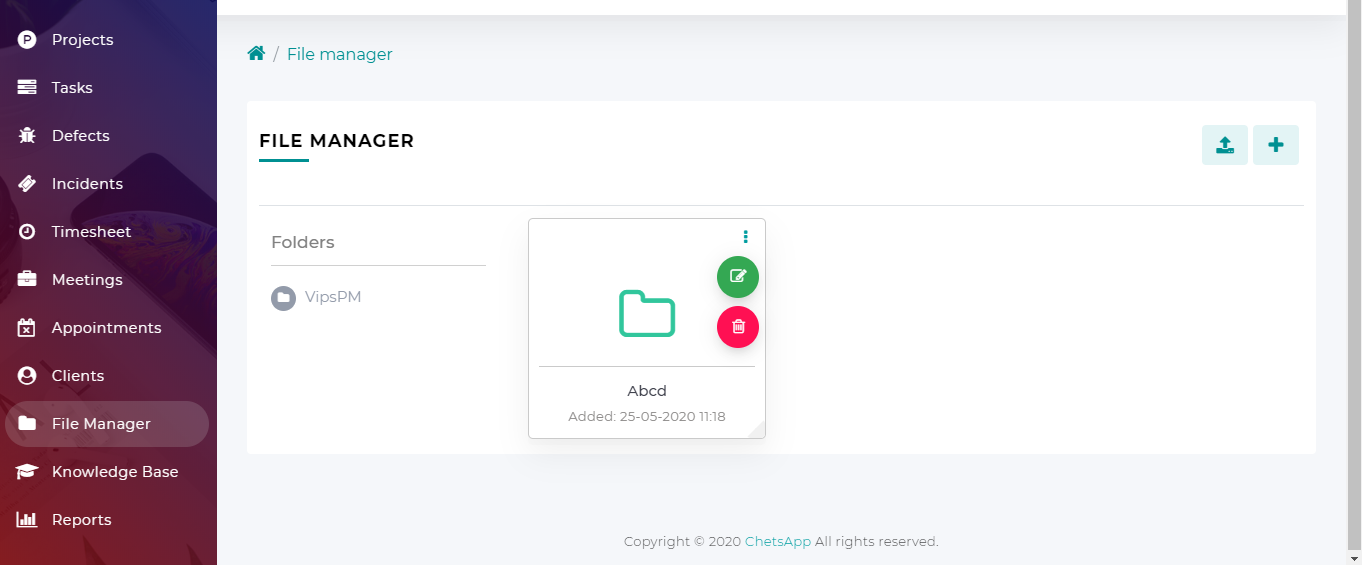 Projects
Tasks
Defects
Incidents
Timesheet
Meetings
Appointments
Clients
File Manager
Knowledge Base
Reports
/ File manager
FILE MANAGER
Folders
VipsPM
Abcd
Added: 25-05-2020 11:18
Copyright © 2020 ChetsApp All rights reserved.